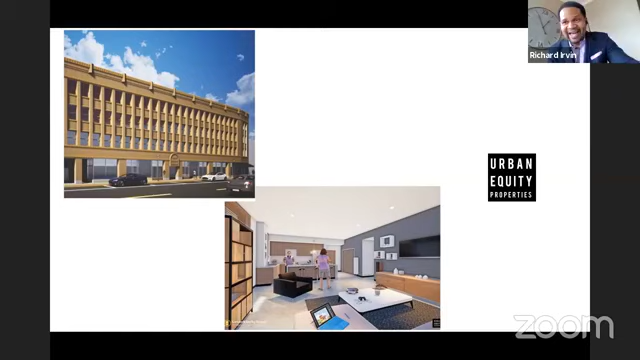 Richard Irvin
URBAN
EQUITY
PROPERTIES
zoom